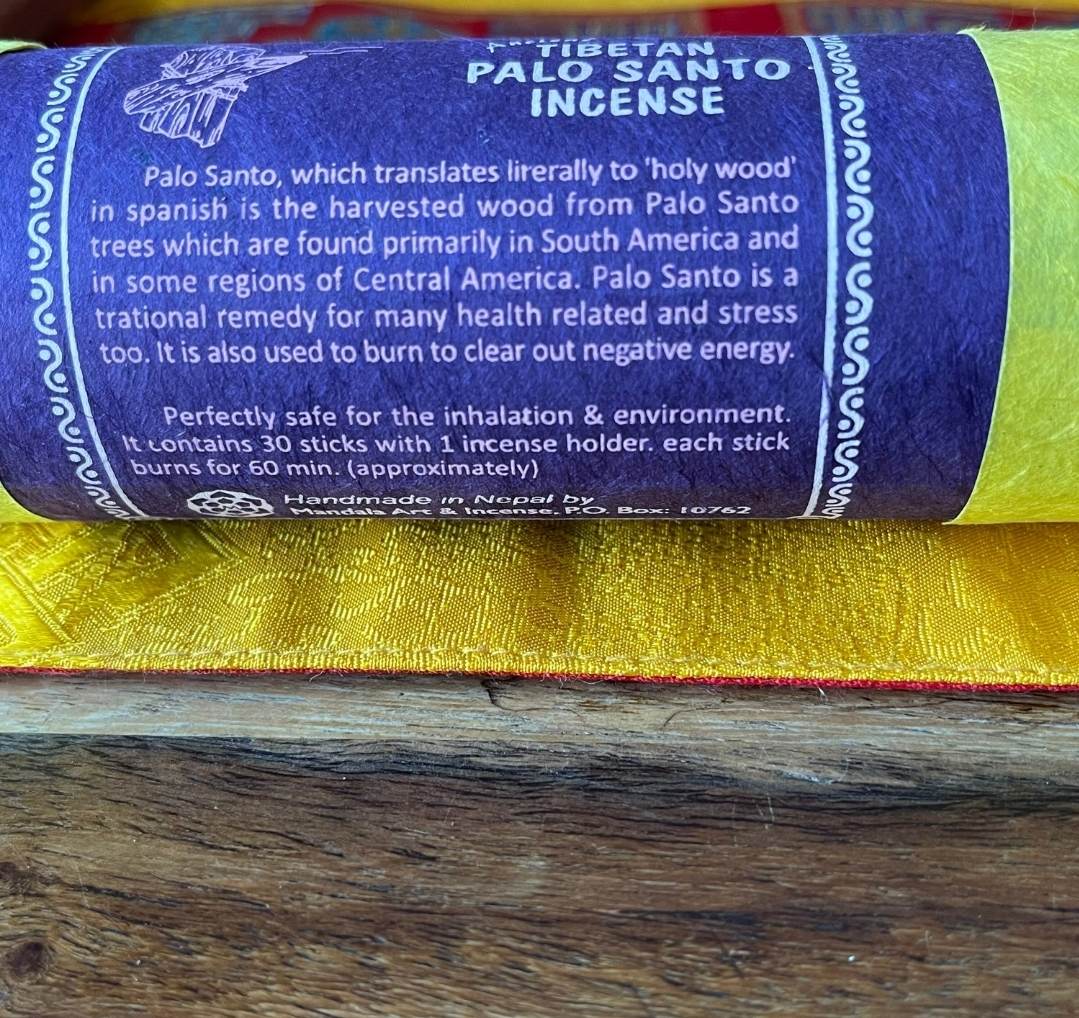 TIBETAN
PALO SANTO
INCENSE
Palo Santo, which translates lirerally to 'holy wood'
in spanish is the harvested wood from Palo Santo
trees which are found primarily in South America and
in some regions of Central America. Palo Santo is a
trational remedy for many health related and stress
too. It is also used to burn to clear out negative energy.
Perfectly safe for the inhalation & environment.
It contains 30 sticks with 1 incense holder. each stick
burns for 60 min. (approximately)
Handmade in Nepal by
Mandala Art & Incense, P.O. Box: 10762